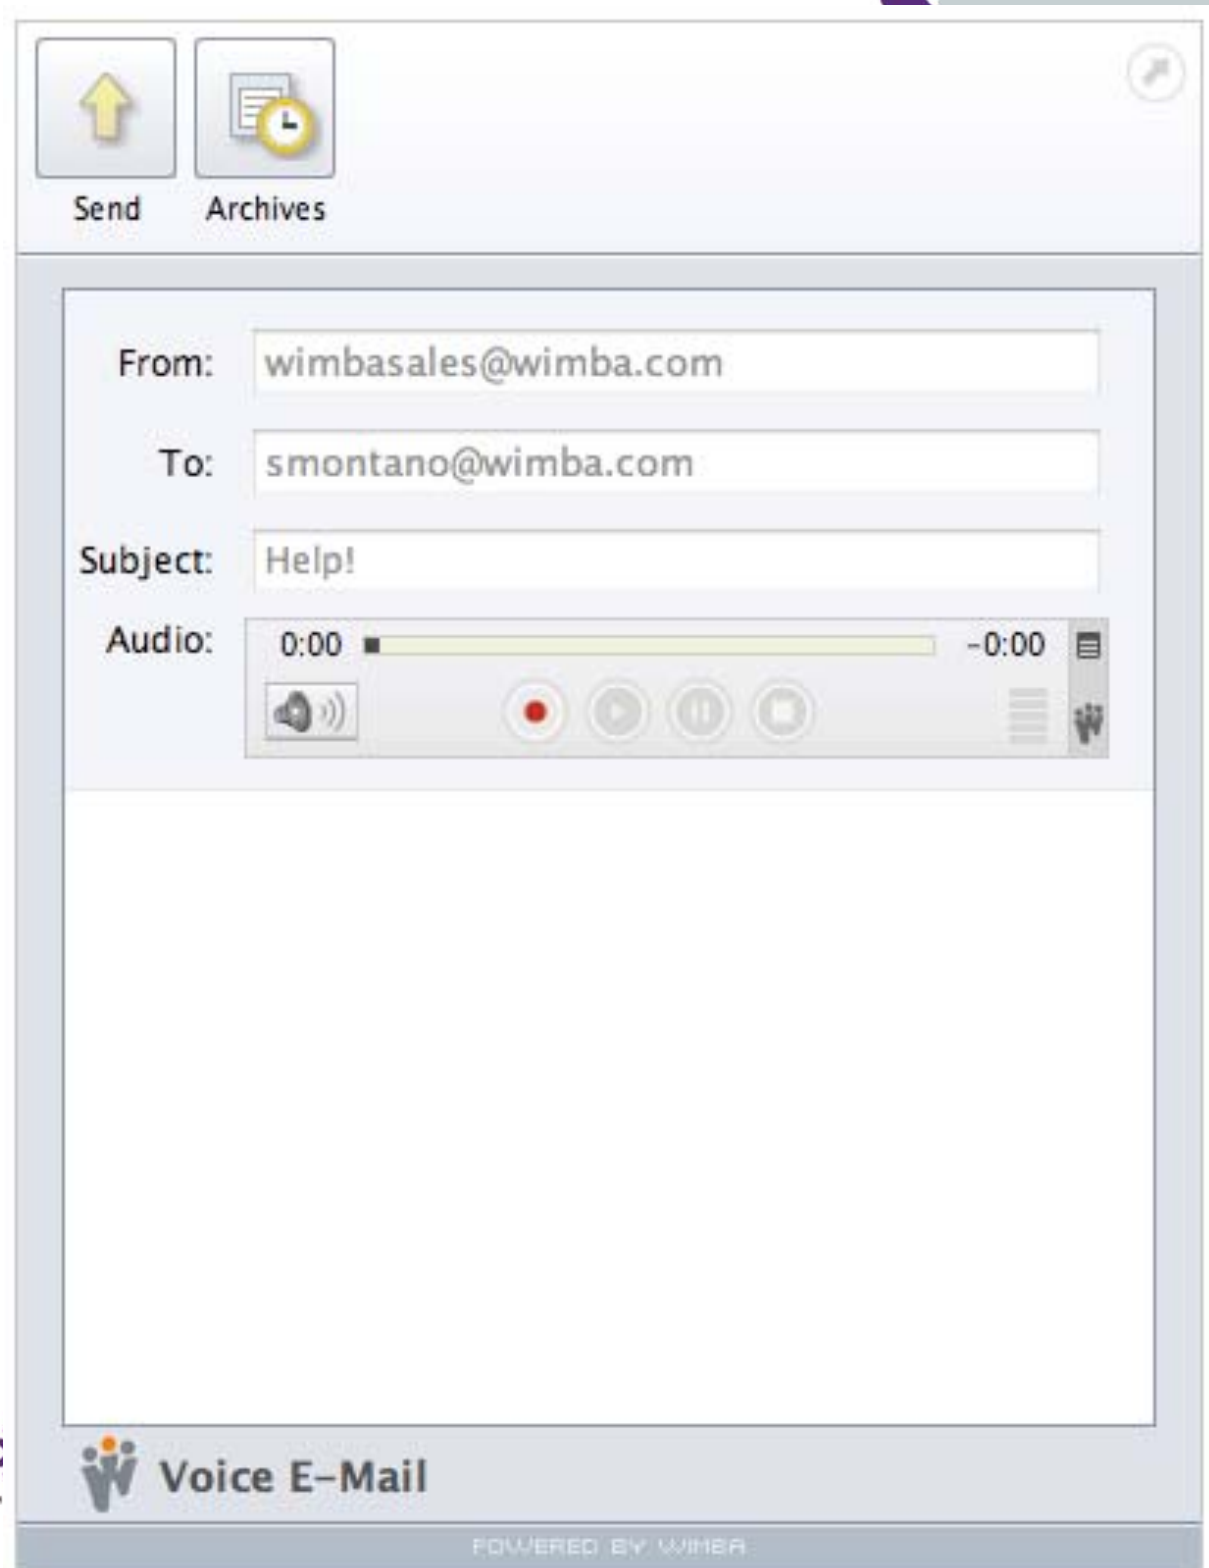 Send Archives
From: wimbasales@wimba.com
To: smontano@wimba.com
Subject: Help!
Audio: 0:00 -0:00
Voice E-Mail
POWERED BY WIMBA